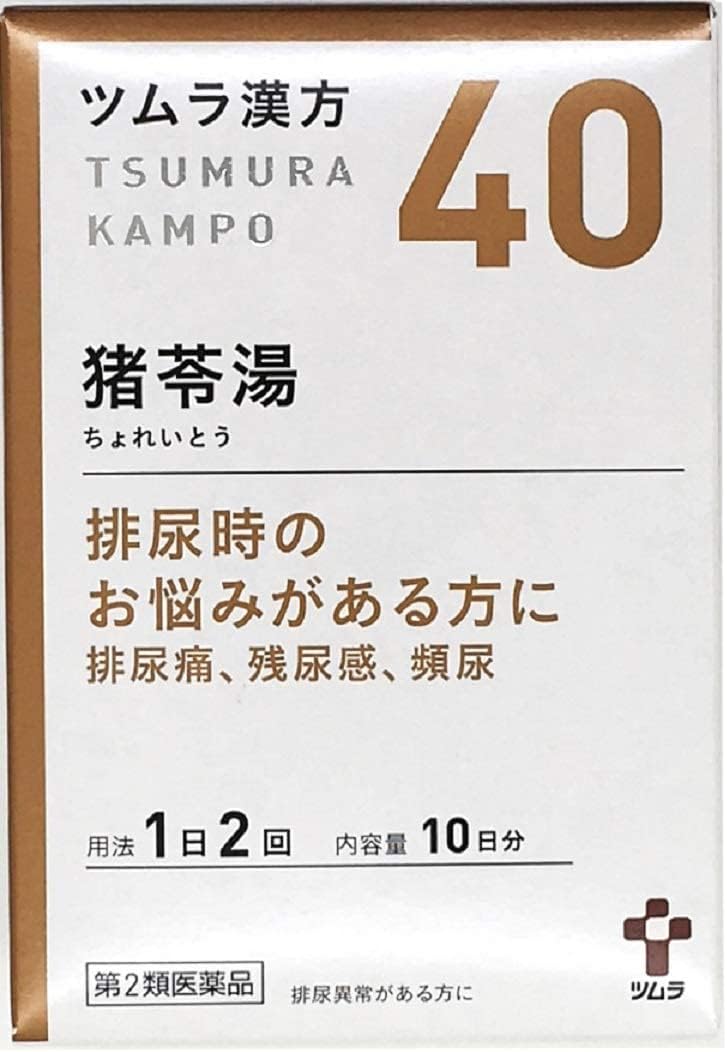 ツムラ漢方
TSUMURA
KAMPO
40
猪苓湯
ちょれいとう
排尿時の
お悩みがある方に
排尿痛、残尿感、頻尿
用法 1日2回 内容量 10日分
第2類医薬品 排尿異常がある方に
ツムラ